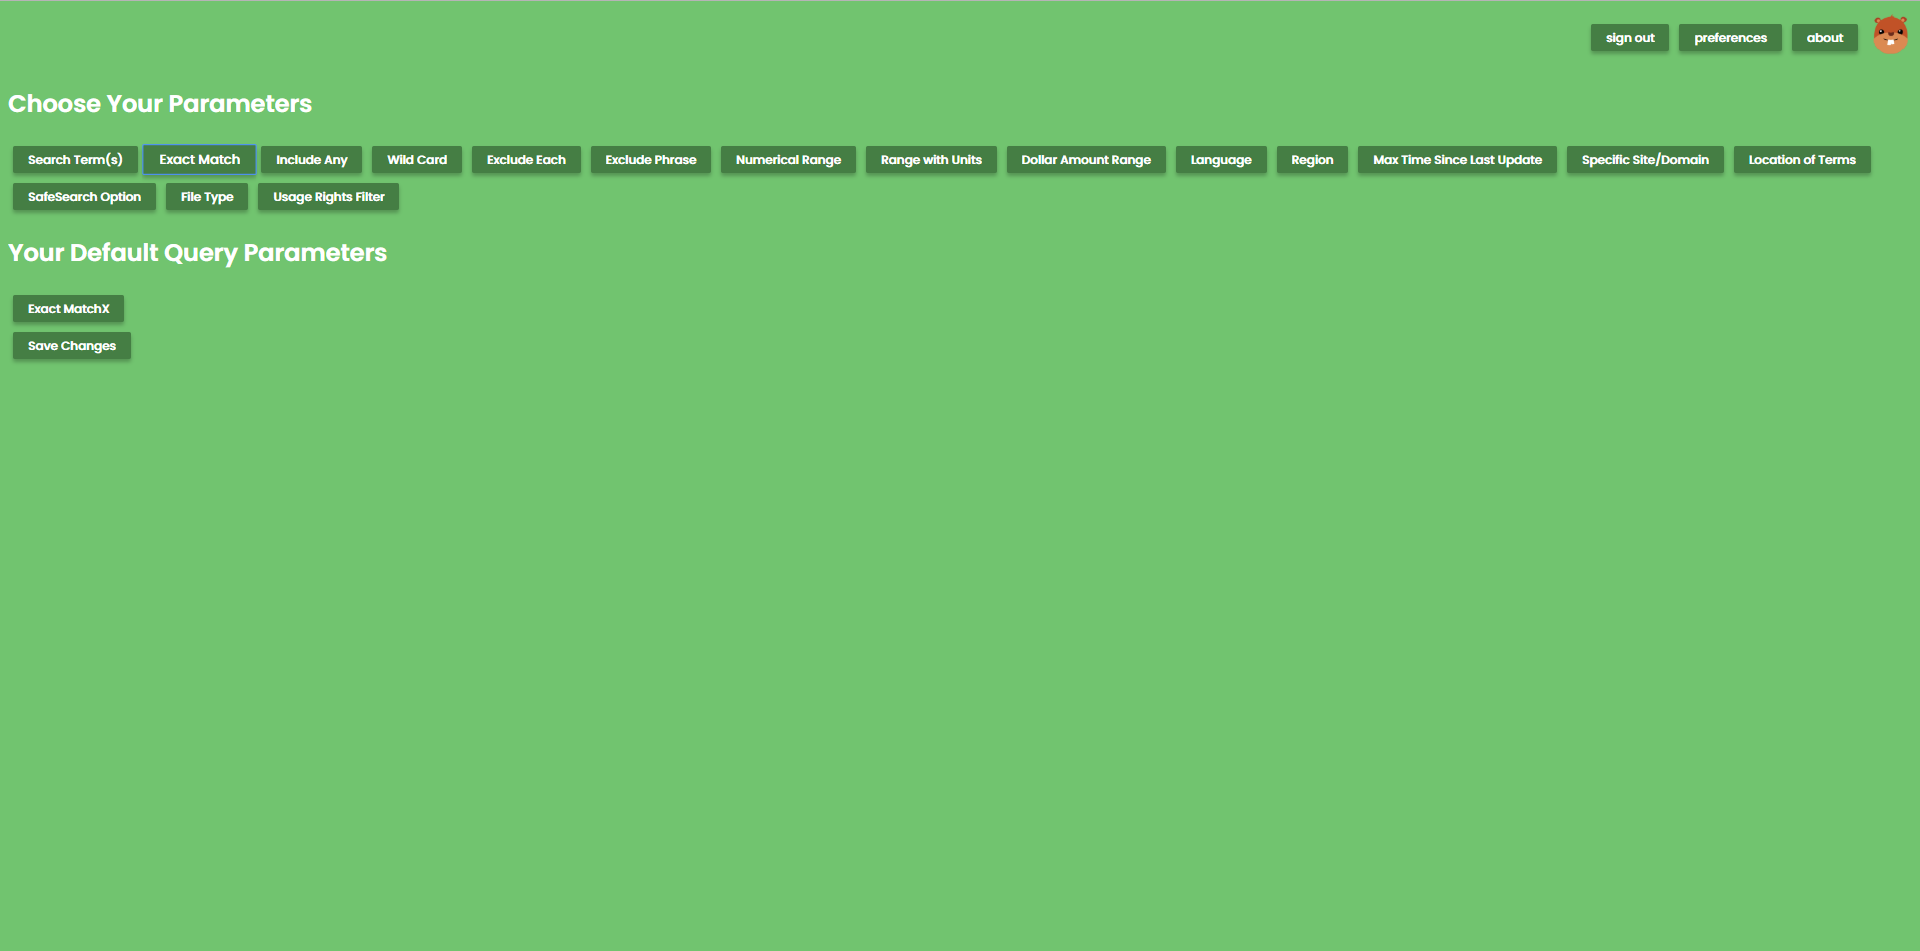 sign out preferences about
Choose Your Parameters
Search Term(s) Exact Match Include Any Wild Card Exclude Each Exclude Phrase Numerical Range Range with Units Dollar Amount Range Language Region Max Time Since Last Update Specific Site/Domain Location of Terms
SafeSearch Option File Type Usage Rights Filter
Your Default Query Parameters
Exact MatchX
Save Changes